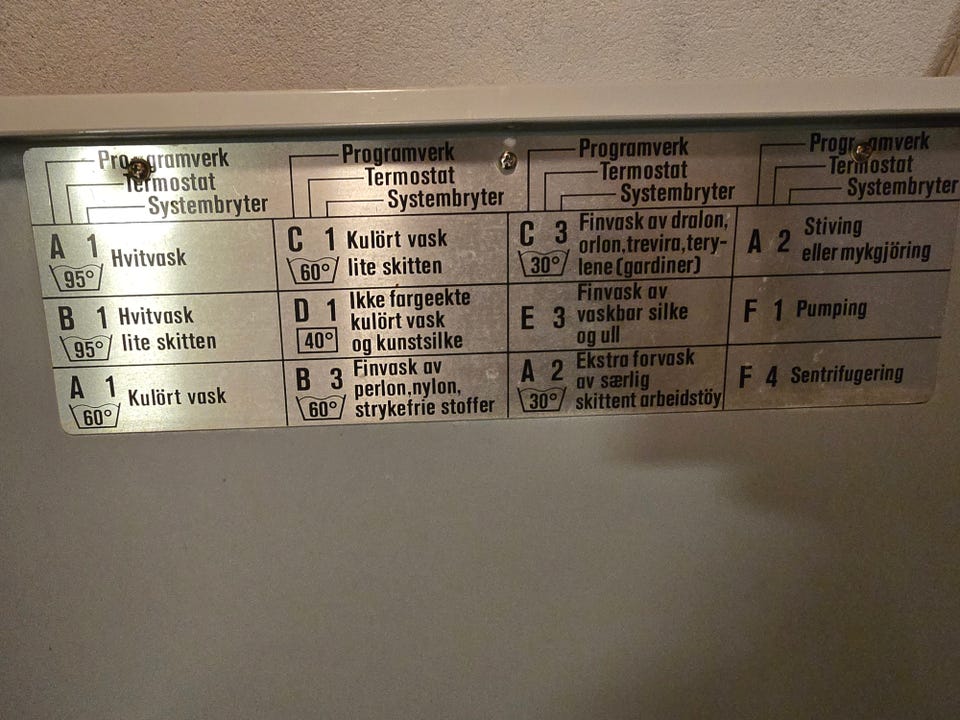 Programverk
Termostat
Systembryter
A 1 Hvitvask
95°
B 1 Hvitvask
95° lite skitten
A 1 Kulört vask
60°
Programverk
Termostat
Systembryter
C 1 Kulört vask
60° lite skitten
D 1 Ikke fargeekte
40° kulört vask
og kunstsilke
B 3 Finvask av
60° perlon,nylon,
strykefrie stoffer
Programverk
Termostat
Systembryter
C 3 Finvask av dralon,
30° orlon,trevira,tery-
lene(gardiner)
E 3 Finvask av
vaskbar silke
og ull
A 2 Ekstra forvask
30° av særlig
skittent arbeidstöy
Programverk
Termostat
Systembryter
A 2 Stiving
eller mykgjöring
F 1 Pumping
F 4 Sentrifugering